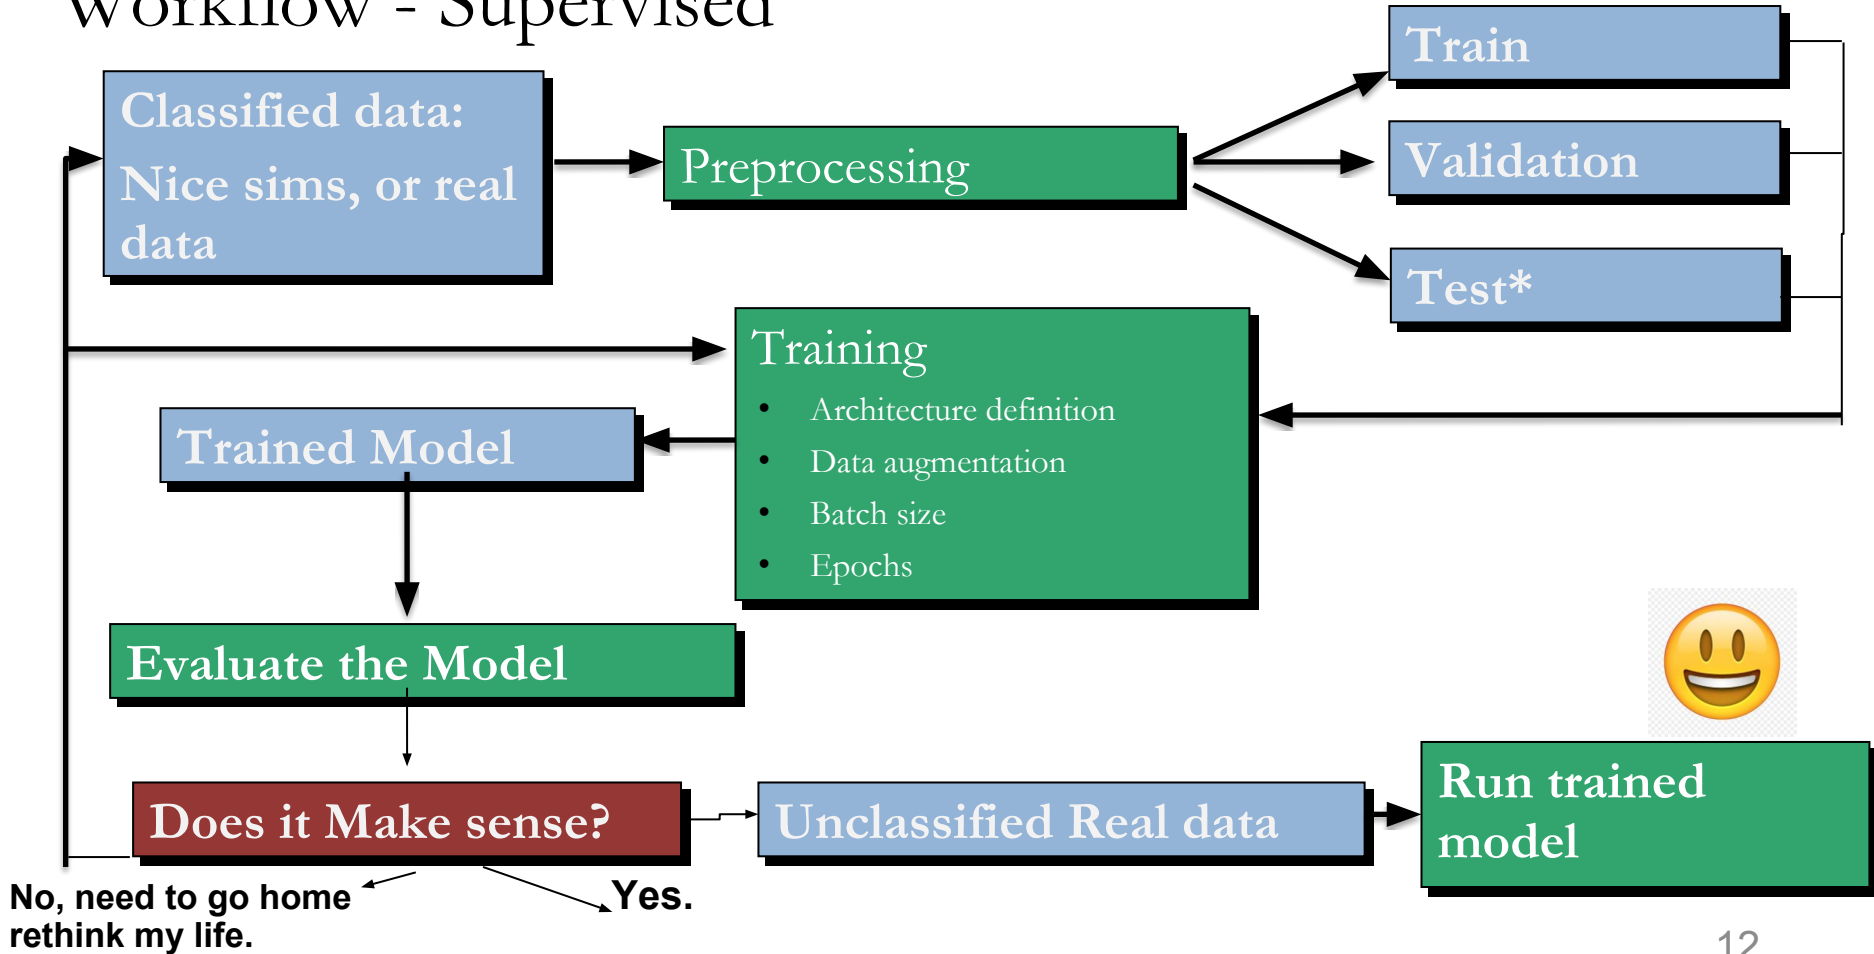 Workflow - Supervised
Train
Classified data:
Nice sims, or real
data
Preprocessing
Validation
Test*
Training
• Architecture definition
• Data augmentation
• Batch size
• Epochs
Trained Model
Evaluate the Model
Does it Make sense?
Unclassified Real data
Run trained
model
No, need to go home
rethink my life.
Yes.
12